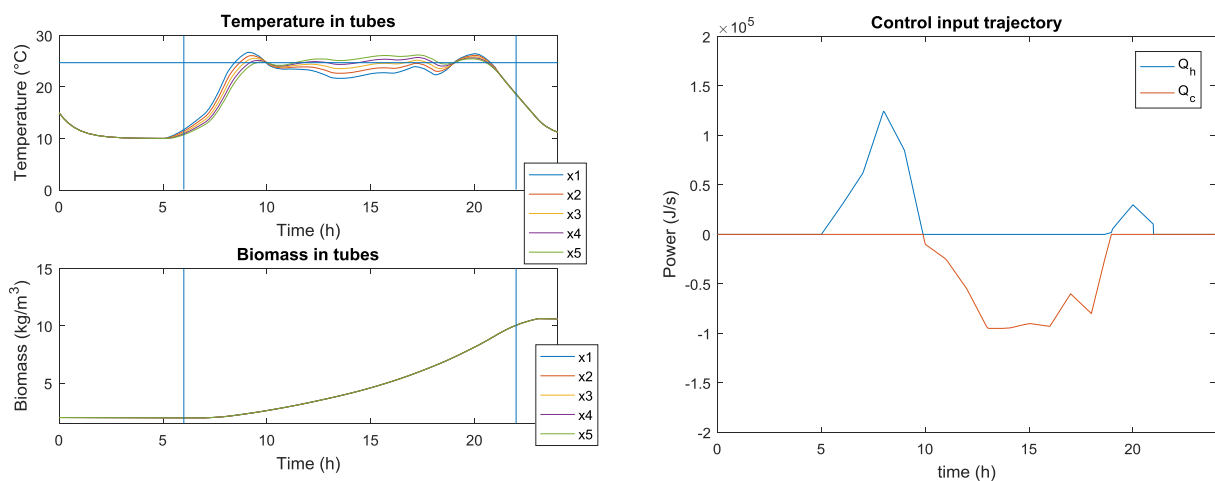 Temperature in tubes
Temperature (°C)
30
20
10
0
0
5
10
15
20
Time (h)
x1
x2
x3
x4
x5
Biomass in tubes
Biomass (kg/m³)
15
10
5
0
5
10
15
20
Time (h)
x1
x2
x3
x4
x5
Control input trajectory
×10⁵
Power (J/s)
2
1.5
1
0.5
0
-0.5
-1
-1.5
-2
0
5
10
15
20
time (h)
Q_h
Q_c